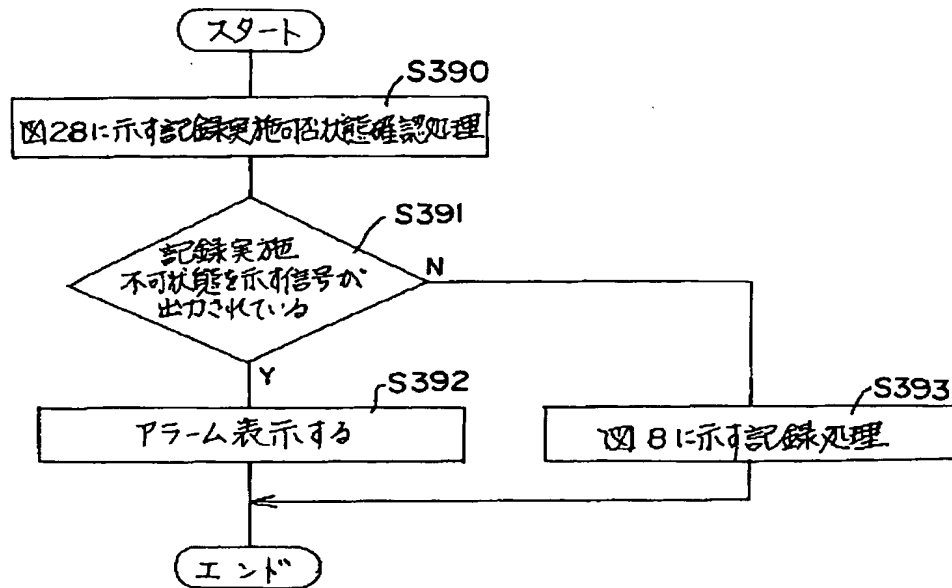 スタート
S390
図28に示す記録実施可否状態確認処理
S391
記録実施
不可状態を示す信号が
出力されている
N
Y
S392
アラーム表示する
S393
図8に示す記録処理
エンド